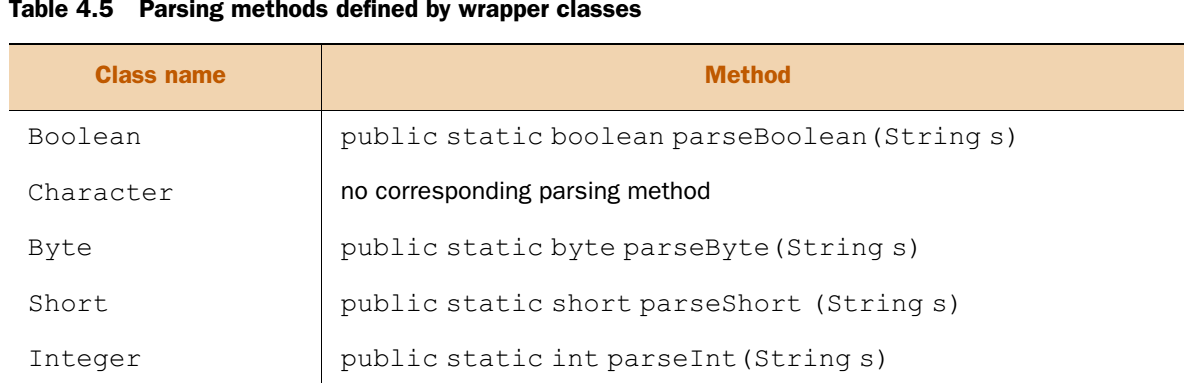 Table 4.5 Parsing methods defined by wrapper classes
Class name Method
Boolean public static boolean parseBoolean(String s)
Character no corresponding parsing method
Byte public static byte parseByte(String s)
Short public static short parseShort (String s)
Integer public static int parseInt(String s)